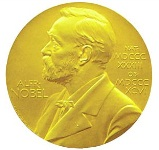 ALFR·
NOBEL
NAT·
MDCCC
XXXIII
OB·
MDCCC
XCVI